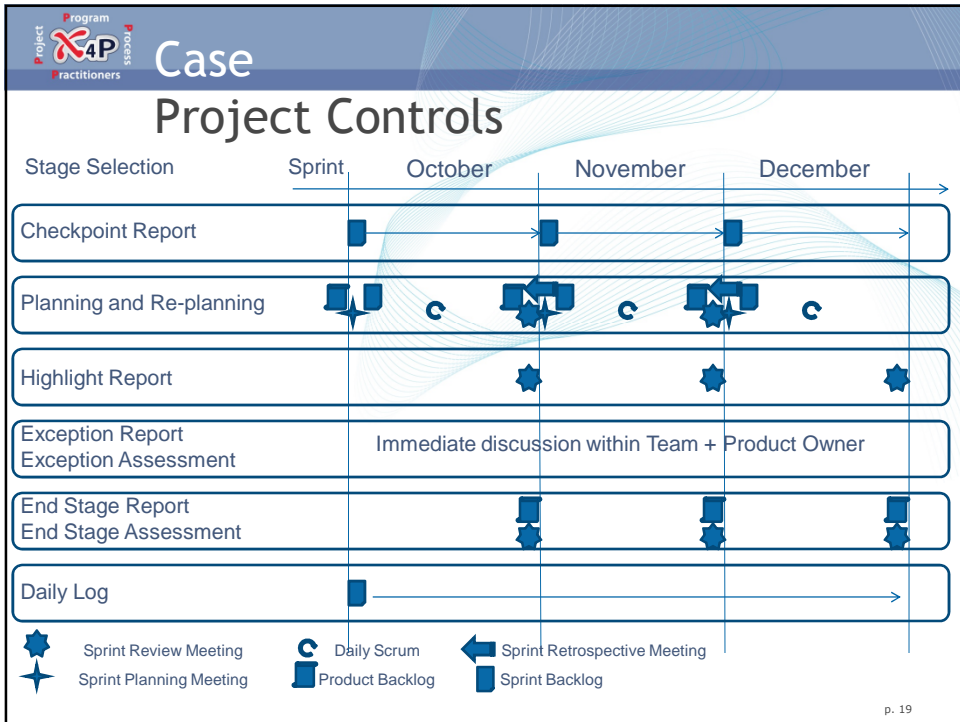 Program
Project
X4P
Process
Practitioners
Case
Project Controls
Stage Selection Sprint October November December
Checkpoint Report
Planning and Re-planning
Highlight Report
Exception Report
Exception Assessment
Immediate discussion within Team + Product Owner
End Stage Report
End Stage Assessment
Daily Log
Sprint Review Meeting Daily Scrum Sprint Retrospective Meeting
Sprint Planning Meeting Product Backlog Sprint Backlog
p. 19